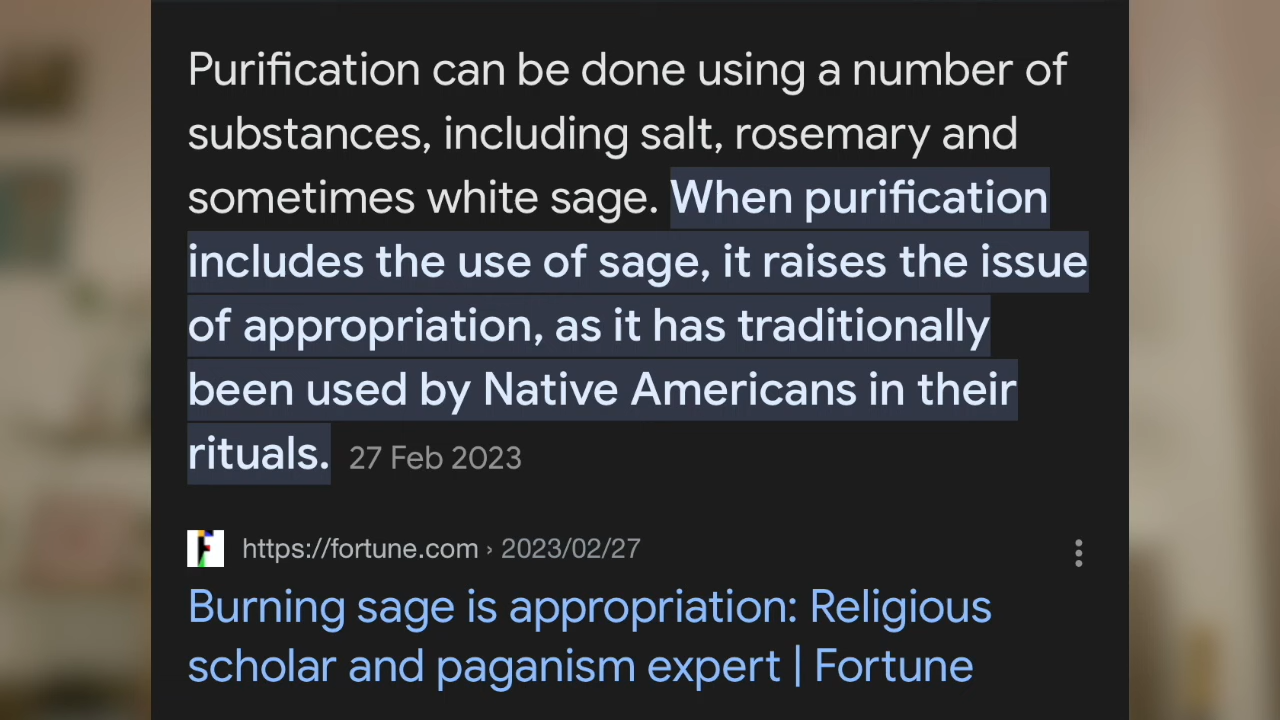 Purification can be done using a number of
substances, including salt, rosemary and
sometimes white sage. When purification
includes the use of sage, it raises the issue
of appropriation, as it has traditionally
been used by Native Americans in their
rituals. 27 Feb 2023
https://fortune.com › 2023/02/27
Burning sage is appropriation: Religious
scholar and paganism expert | Fortune